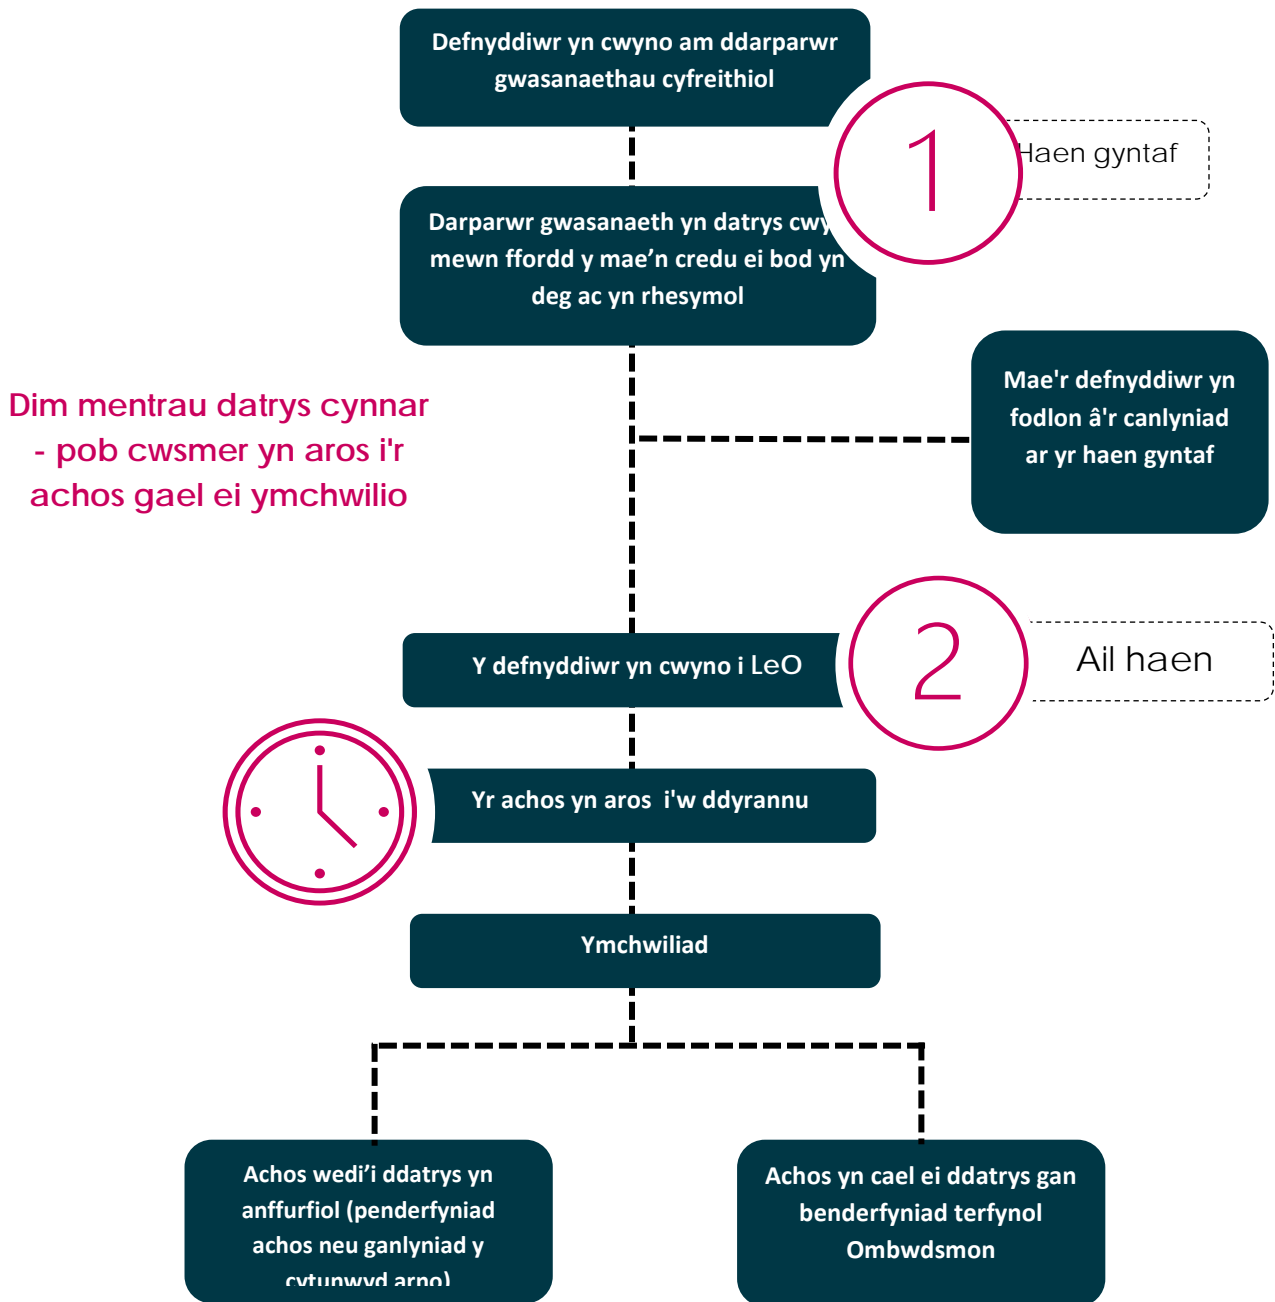 Defnyddiwr yn cwyno am ddarparwr
gwasanaethau cyfreithiol
1
Haen gyntaf
Darparwr gwasanaeth yn datrys
mewn ffordd y mae’n credu ei bod yn
deg ac yn rhesymol
Mae'r defnyddiwr yn
fodlon â'r canlyniad
ar yr haen gyntaf
Dim mentrau datrys cynnar
- pob cwsmer yn aros i'r
achos gael ei ymchwilio
Y defnyddiwr yn cwyno i LeO
2
Ail haen
Yr achos yn aros i'w ddyrannu
Ymchwiliad
Achos wedi’i ddatrys yn
anffurfiol (penderfyniad
achos neu ganlyniad y
cytunwyd arno)
Achos yn cael ei ddatrys gan
benderfyniad terfynol
Ombwdsmon